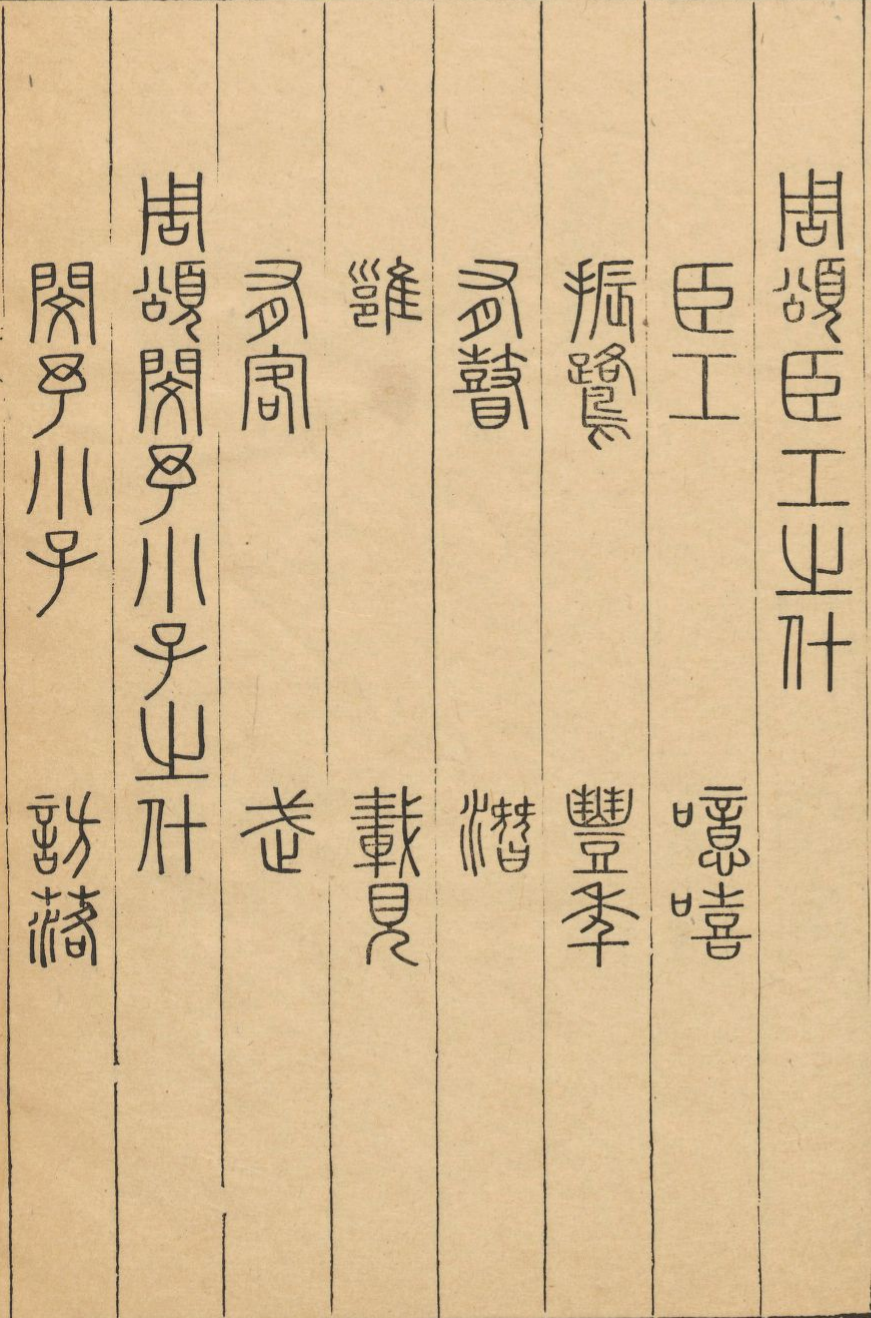 周頌臣工之什
臣工 噫嘻
振鷺 豐年
有瞽 潛
雝 載見
有客 武
周頌閔予小子之什
閔予小子 訪落